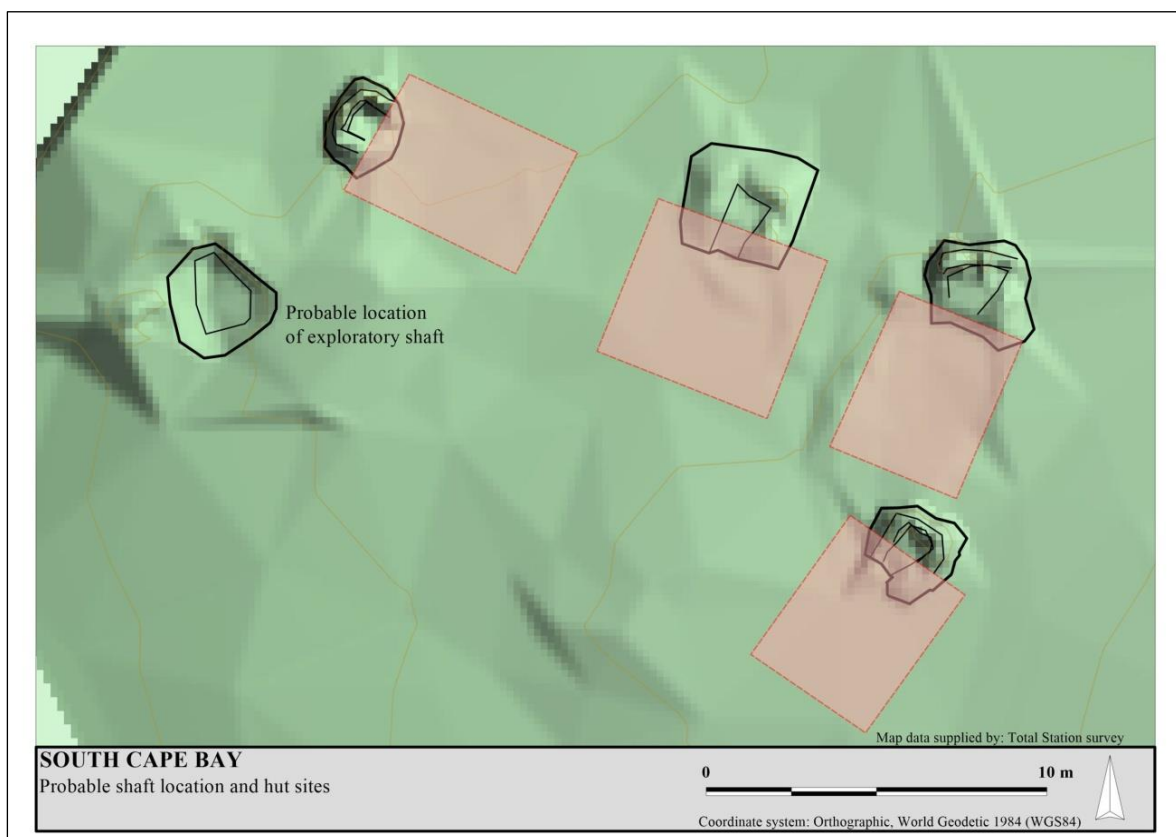 Probable location
of exploratory shaft
Map data supplied by: Total Station survey
SOUTH CAPE BAY
Probable shaft location and hut sites
0 10 m
Coordinate system: Orthographic, World Geodetic 1984 (WGS84)